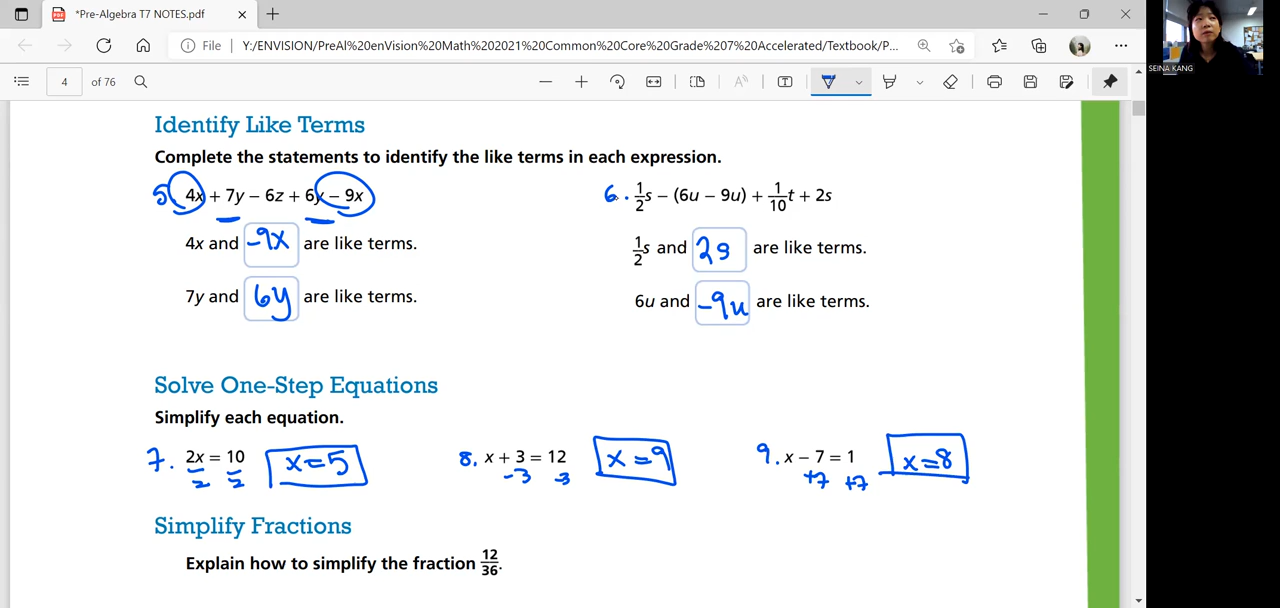 *Pre-Algebra T7 NOTES.pdf
File Y:/ENVISION/PreAl%20enVision%20Math%202021%20Common%20Core%20Grade%207%20Accelerated/Textbook/P...
4 of 76
SEINA KANG
Identify Like Terms
Complete the statements to identify the like terms in each expression.
5. 4x + 7y − 6z + 6y − 9x
4x and -9x are like terms.
7y and 6y are like terms.
6. 1/2 s − (6u − 9u) + 1/10 t + 2s
1/2 s and 2s are like terms.
6u and -9u are like terms.
Solve One-Step Equations
Simplify each equation.
7. 2x = 10 x=5
2 2
8. x + 3 = 12 x=9
-3 -3
9. x − 7 = 1 x=8
+7 +7
Simplify Fractions
Explain how to simplify the fraction 12/36.